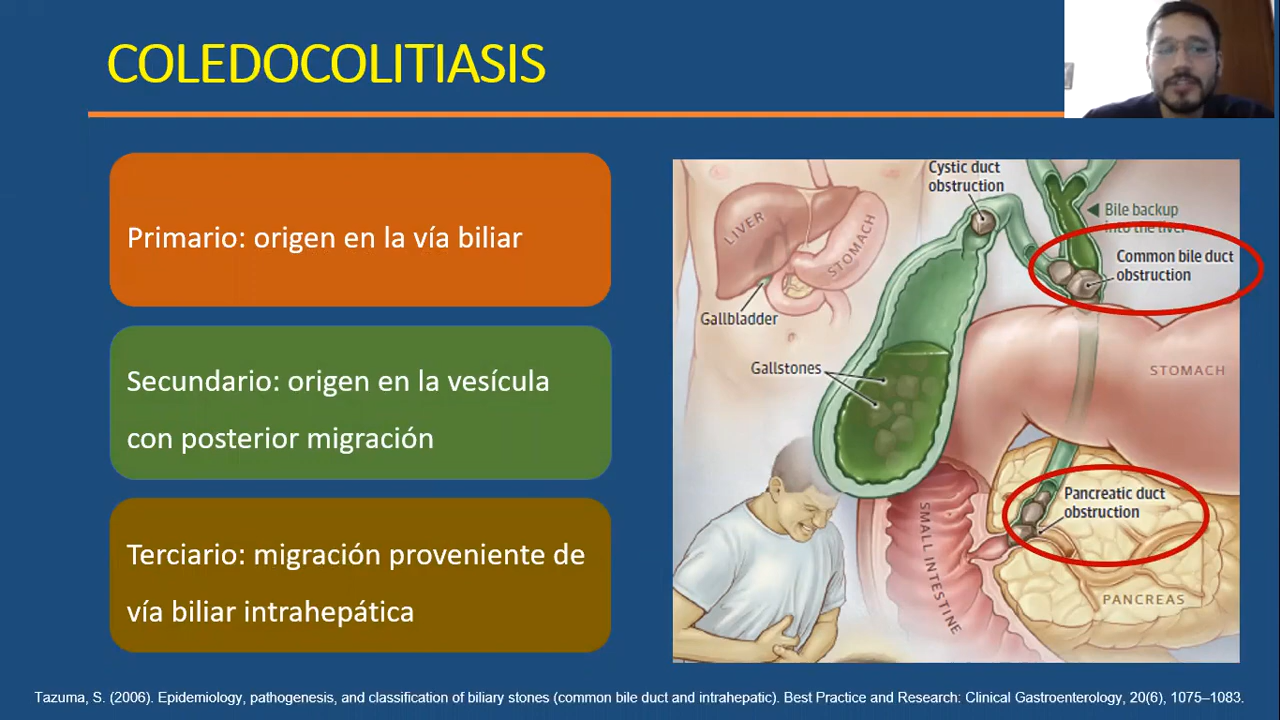 COLEDOCOLITIASIS
Primario: origen en la vía biliar
Secundario: origen en la vesícula
con posterior migración
Terciario: migración proveniente de
vía biliar intrahepática
Cystic duct
obstruction
Bile backup
into the liver
Common bile duct
obstruction
LIVER
STOMACH
Gallbladder
Gallstones
STOMACH
Pancreatic duct
obstruction
SMALL INTESTINE
PANCREAS
Tazuma, S. (2006). Epidemiology, pathogenesis, and classification of biliary stones (common bile duct and intrahepatic). Best Practice and Research: Clinical Gastroenterology, 20(6), 1075–1083.